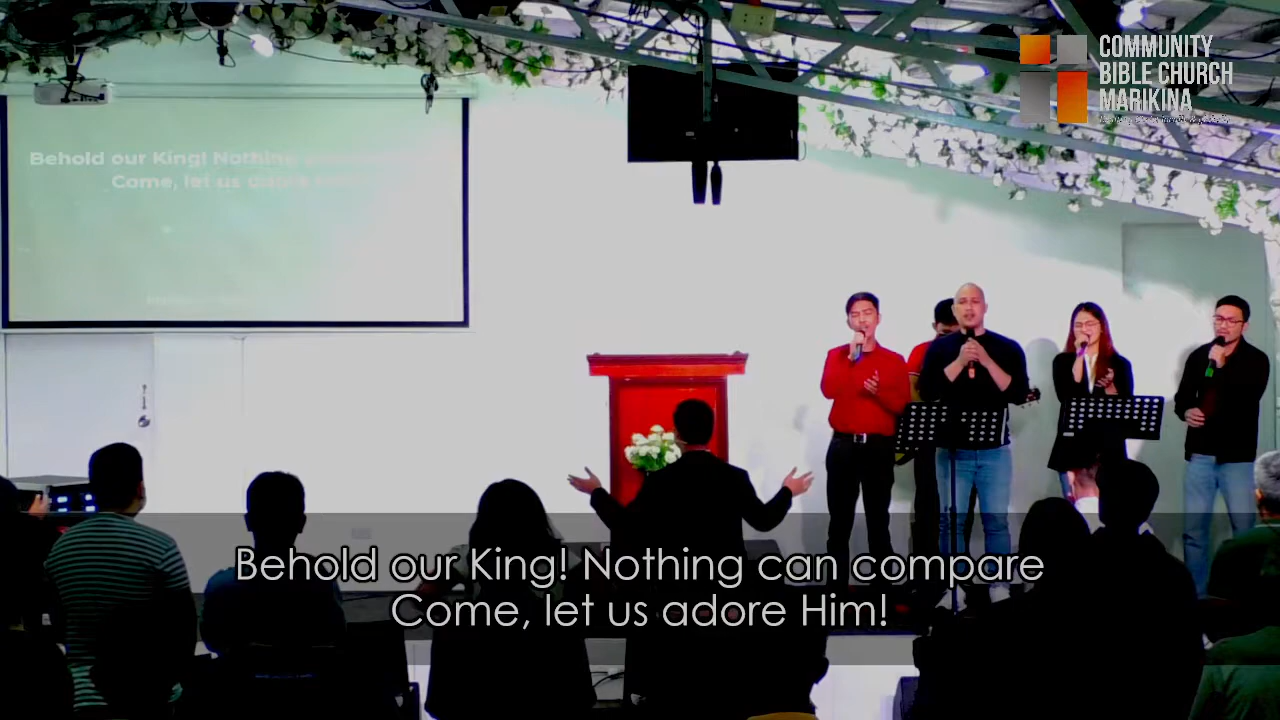 COMMUNITY
BIBLE CHURCH
MARIKINA
Behold our King! Nothing
Come, let us adore
Behold our King! Nothing can compare
Come, let us adore Him!